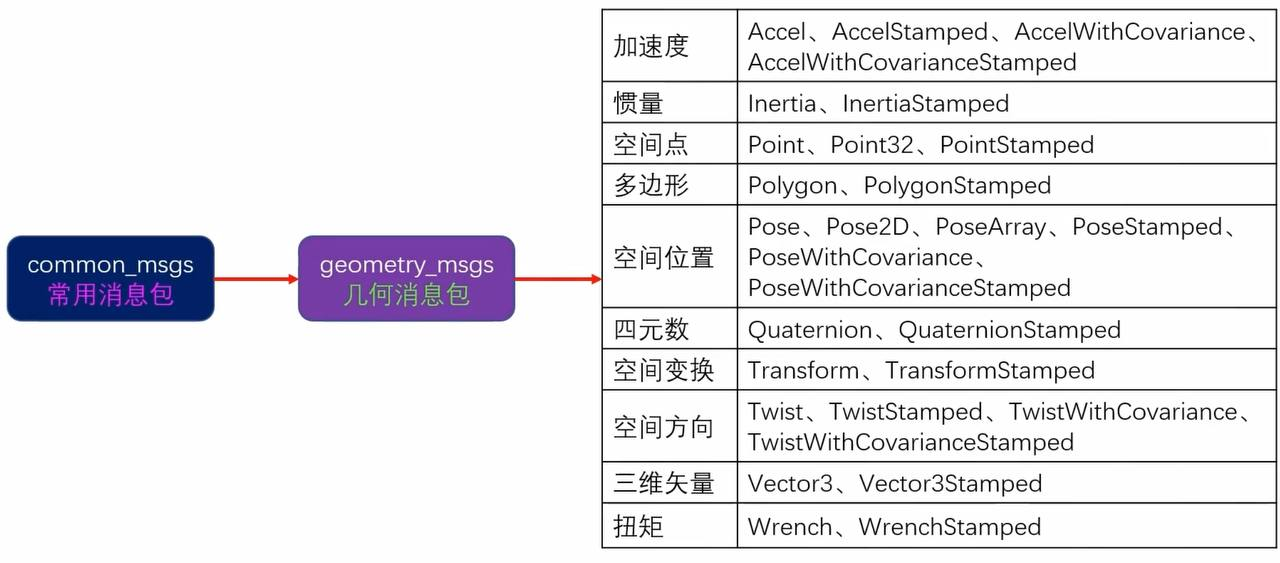 common_msgs
常用消息包
geometry_msgs
几何消息包
加速度
Accel、AccelStamped、AccelWithCovariance、
AccelWithCovarianceStamped
惯量
Inertia、InertiaStamped
空间点
Point、Point32、PointStamped
多边形
Polygon、PolygonStamped
空间位置
Pose、Pose2D、PoseArray、PoseStamped、
PoseWithCovariance、
PoseWithCovarianceStamped
四元数
Quaternion、QuaternionStamped
空间变换
Transform、TransformStamped
空间方向
Twist、TwistStamped、TwistWithCovariance、
TwistWithCovarianceStamped
三维矢量
Vector3、Vector3Stamped
扭矩
Wrench、WrenchStamped